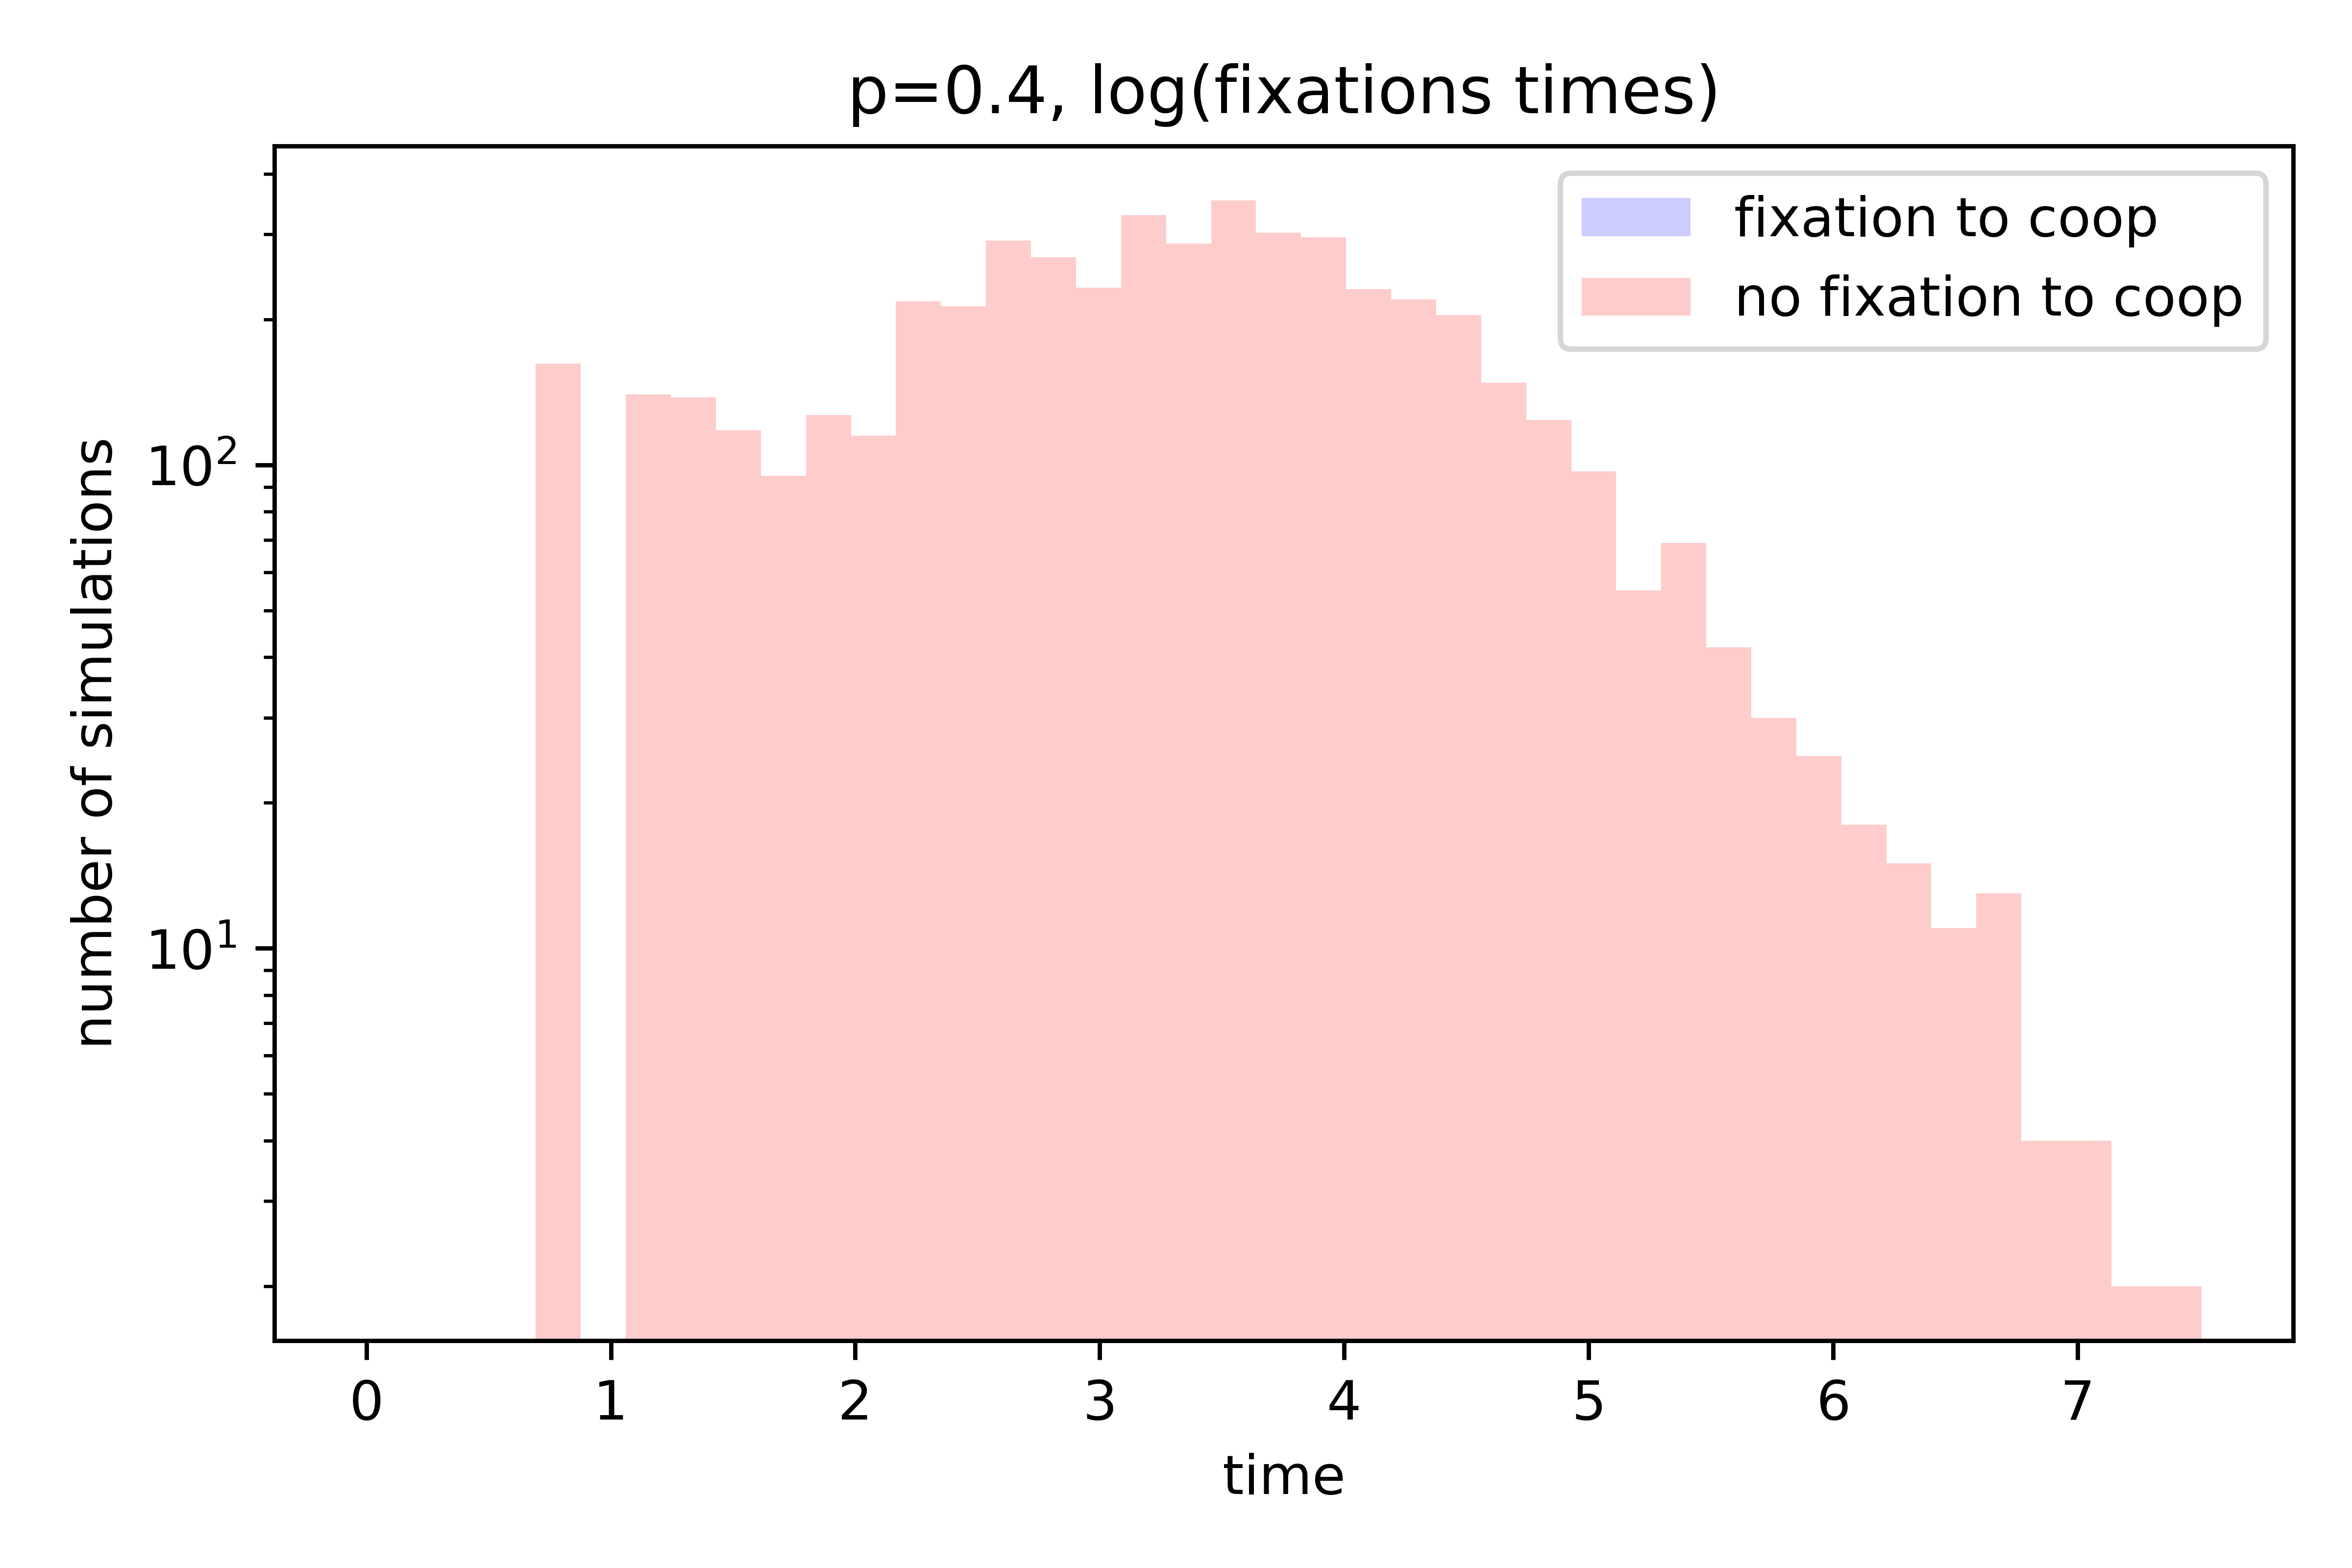 p=0.4, log(fixations times)
fixation to coop
no fixation to coop
number of simulations
10²
10¹
0 1 2 3 4 5 6 7
time